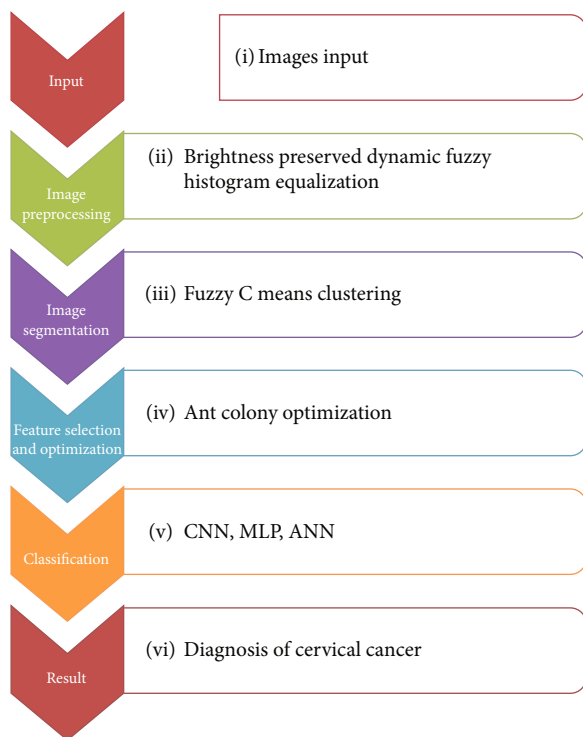 Input
(i) Images input
Image
preprocessing
(ii) Brightness preserved dynamic fuzzy
histogram equalization
Image
segmentation
(iii) Fuzzy C means clustering
Feature selection
and optimization
(iv) Ant colony optimization
Classification
(v) CNN, MLP, ANN
Result
(vi) Diagnosis of cervical cancer